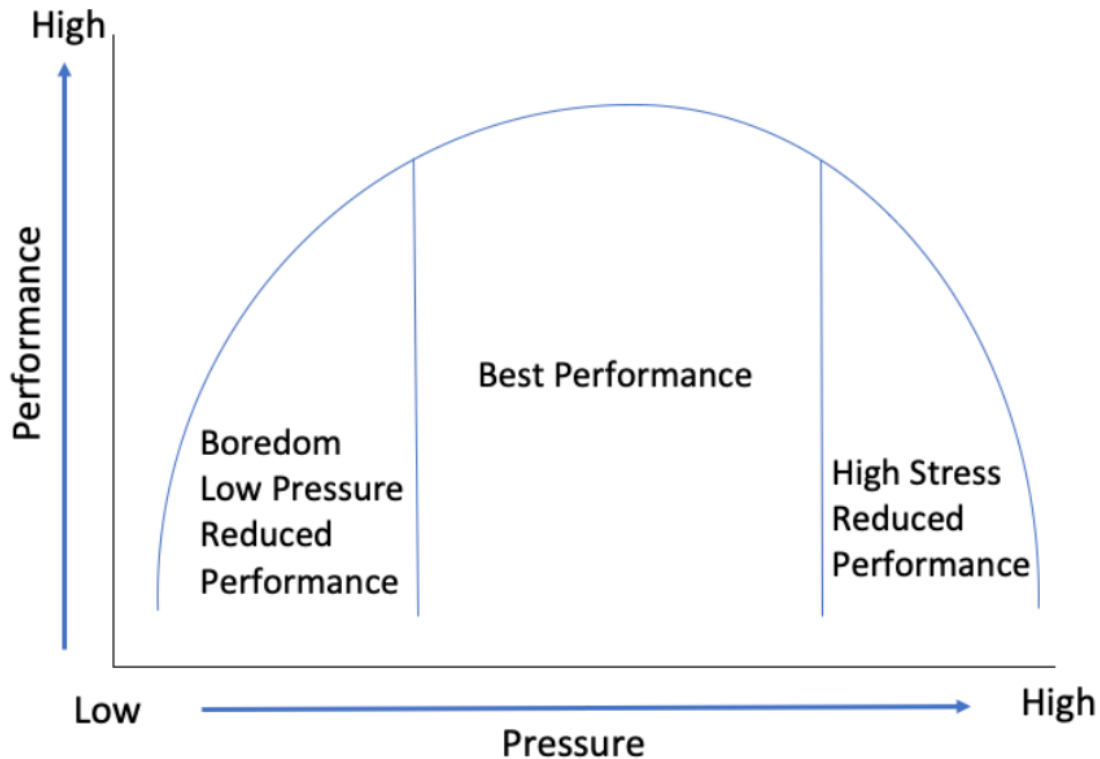 High
Performance
Best Performance
Boredom
Low Pressure
Reduced
Performance
High Stress
Reduced
Performance
Low
High
Pressure